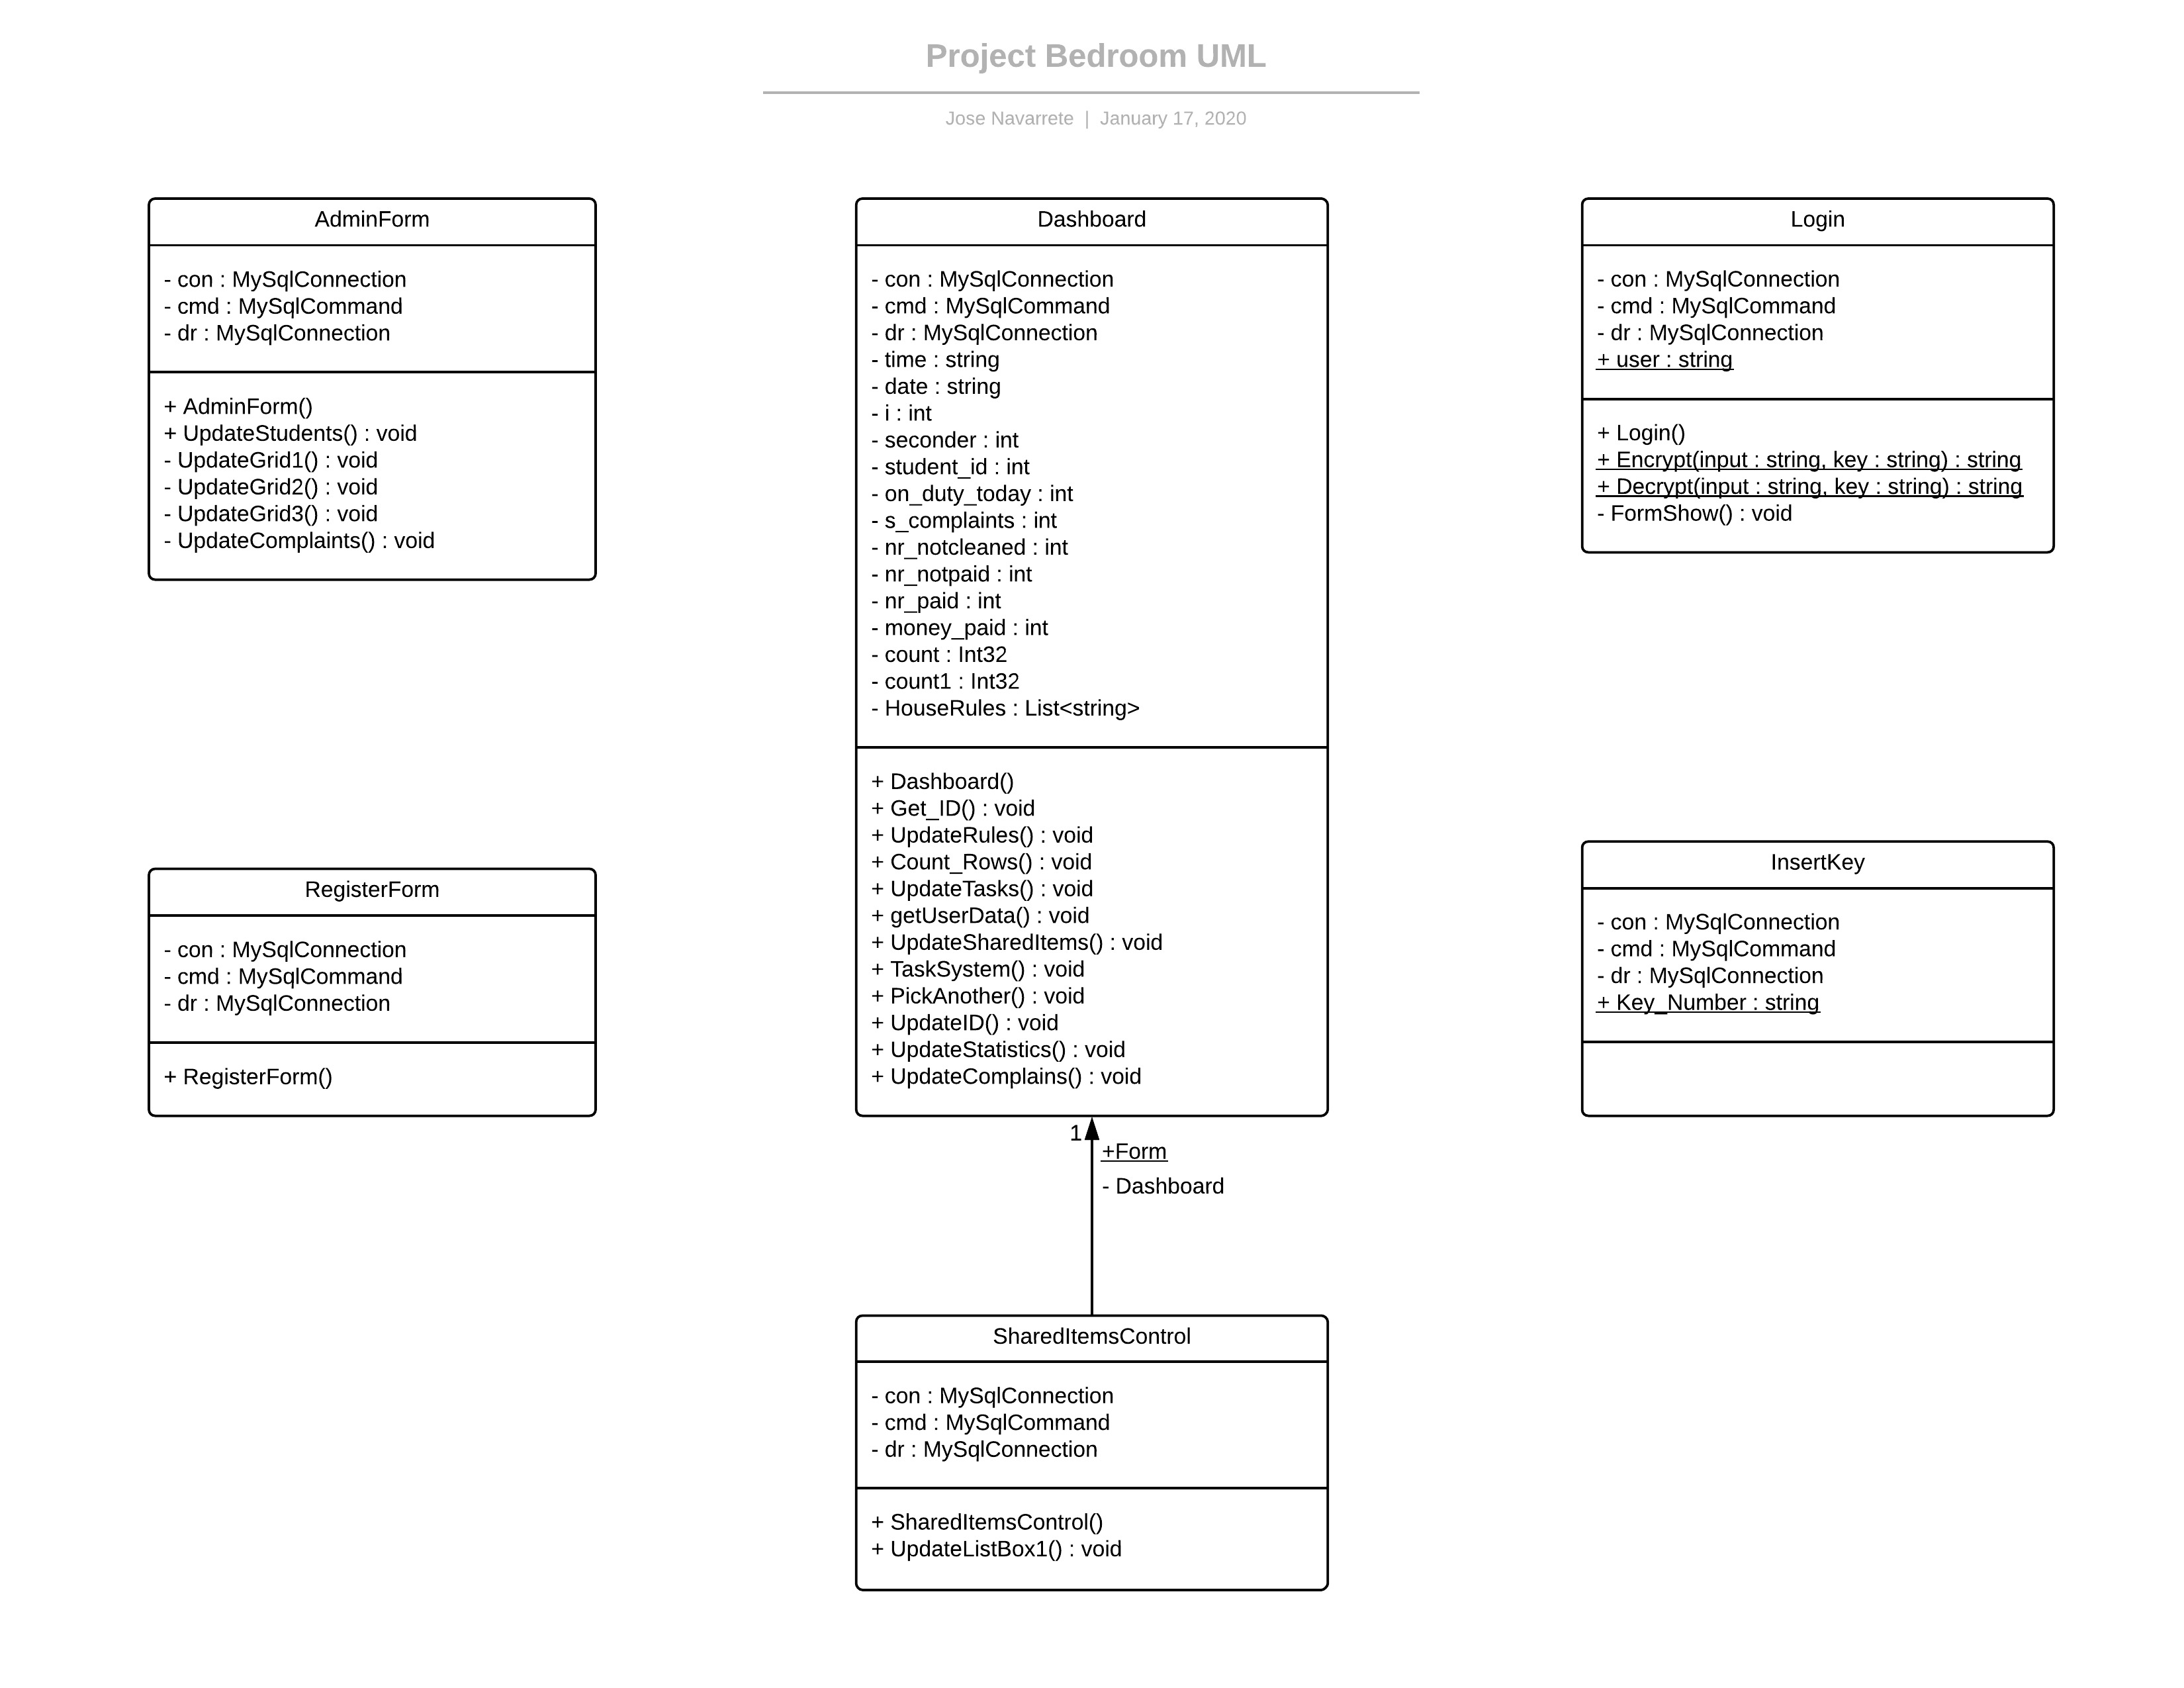 Project Bedroom UML
Jose Navarrete | January 17, 2020
AdminForm
- con : MySqlConnection
- cmd : MySqlCommand
- dr : MySqlConnection
+ AdminForm()
+ UpdateStudents() : void
- UpdateGrid1() : void
- UpdateGrid2() : void
- UpdateGrid3() : void
- UpdateComplaints() : void
Dashboard
- con : MySqlConnection
- cmd : MySqlCommand
- dr : MySqlConnection
- time : string
- date : string
- i : int
- seconder : int
- student_id : int
- on_duty_today : int
- s_complaints : int
- nr_notcleaned : int
- nr_notpaid : int
- nr_paid : int
- money_paid : int
- count : Int32
- count1 : Int32
- HouseRules : List<string>
+ Dashboard()
+ Get_ID() : void
+ UpdateRules() : void
+ Count_Rows() : void
+ UpdateTasks() : void
+ getUserData() : void
+ UpdateSharedItems() : void
+ TaskSystem() : void
+ PickAnother() : void
+ UpdateID() : void
+ UpdateStatistics() : void
+ UpdateComplains() : void
Login
- con : MySqlConnection
- cmd : MySqlCommand
- dr : MySqlConnection
+ user : string
+ Login()
+ Encrypt(input : string, key : string) : string
+ Decrypt(input : string, key : string) : string
- FormShow() : void
RegisterForm
- con : MySqlConnection
- cmd : MySqlCommand
- dr : MySqlConnection
+ RegisterForm()
InsertKey
- con : MySqlConnection
- cmd : MySqlCommand
- dr : MySqlConnection
+ Key_Number : string
1
+Form
- Dashboard
SharedItemsControl
- con : MySqlConnection
- cmd : MySqlCommand
- dr : MySqlConnection
+ SharedItemsControl()
+ UpdateListBox1() : void